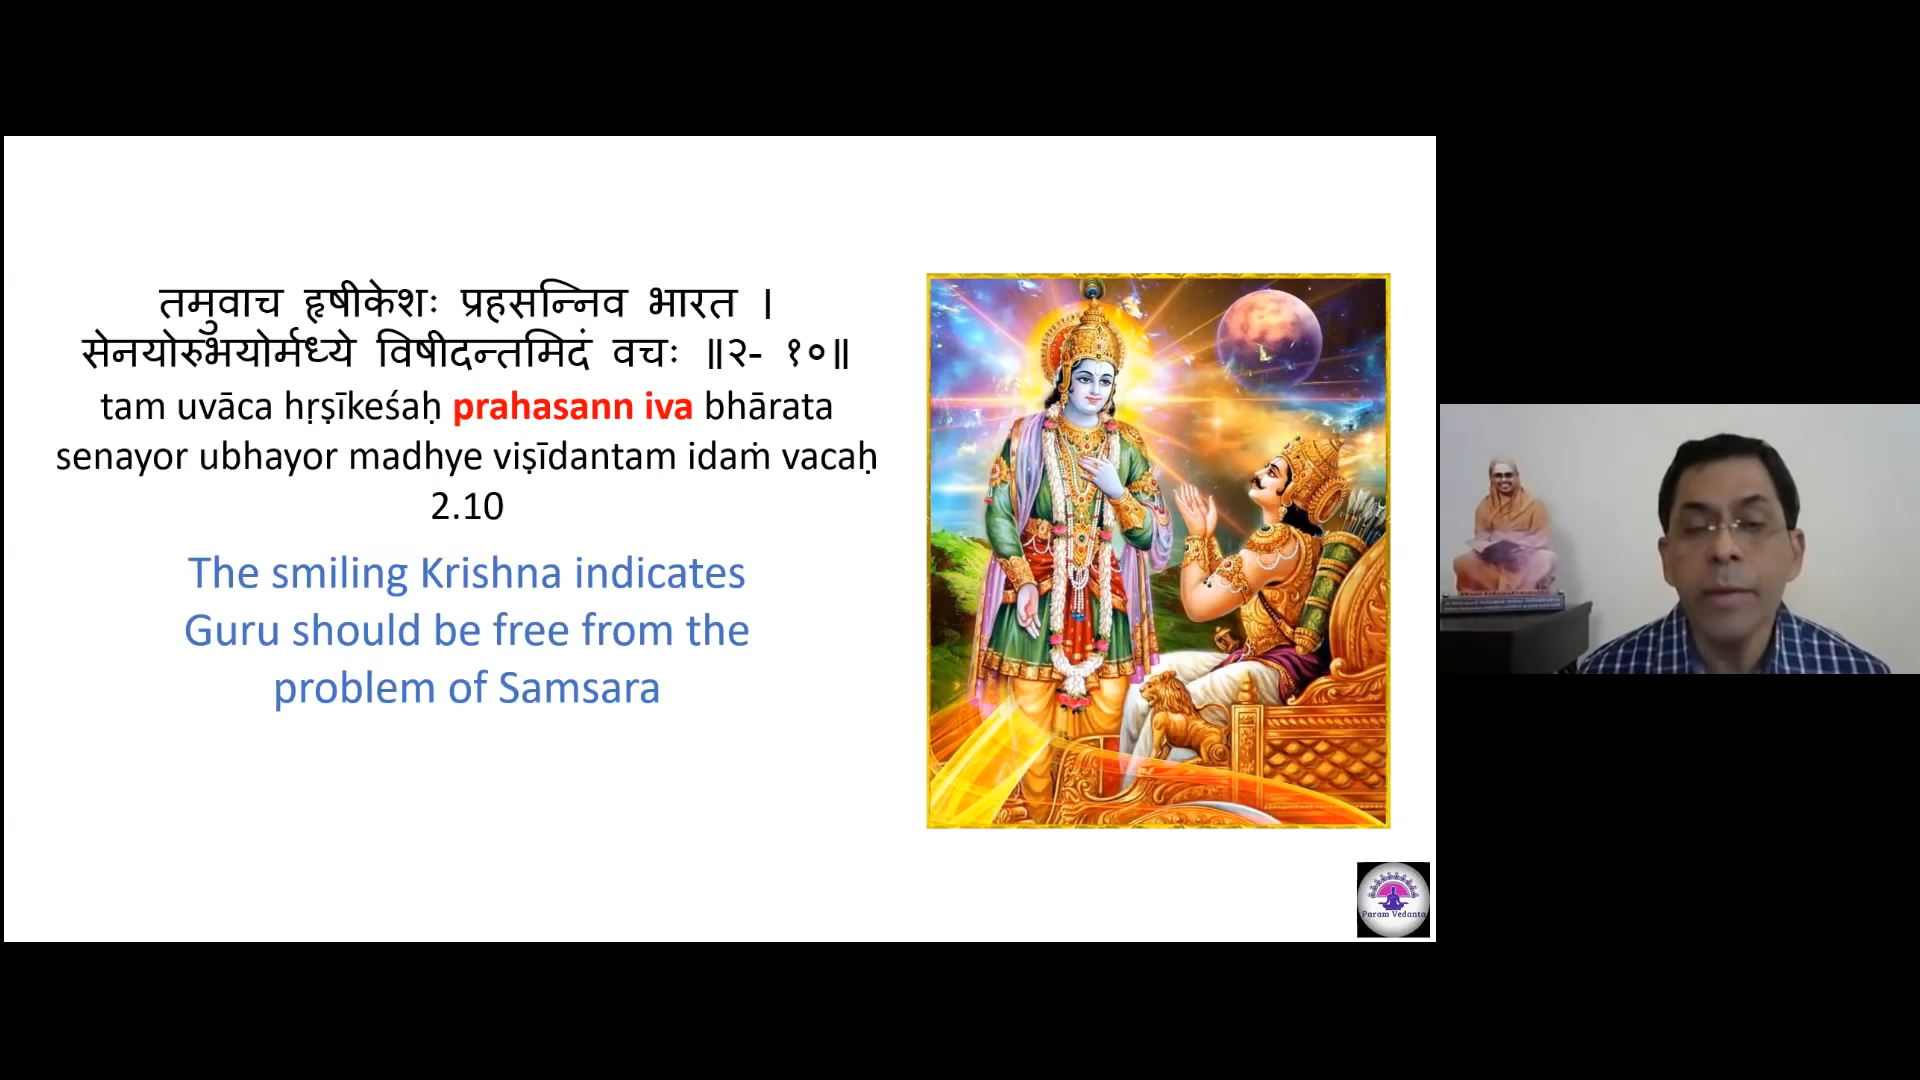 तमुवाच हृषीकेशः प्रहसन्निव भारत ।
सेनयोरुभयोर्मध्ये विषीदन्तमिदं वचः ॥२- १०॥
tam uvāca hṛṣīkeśaḥ prahasann iva bhārata
senayor ubhayor madhye viṣīdantam idaṁ vacaḥ
2.10
The smiling Krishna indicates
Guru should be free from the
problem of Samsara
Param Vedanta